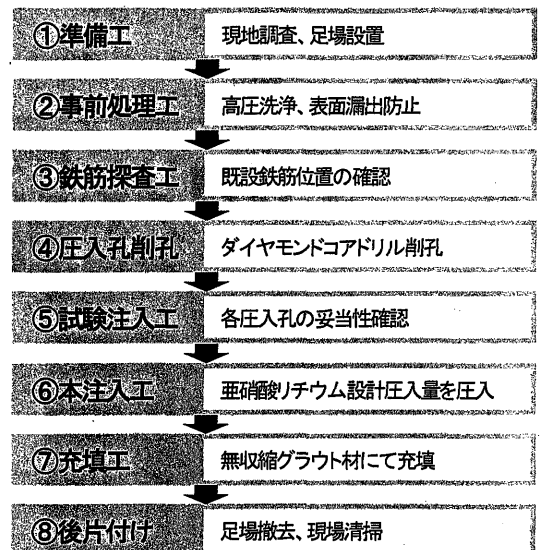 ①準備工 現地調査、足場設置
②事前処理工 高圧洗浄、表面漏出防止
③鉄筋探査工 既設鉄筋位置の確認
④圧入孔削孔 ダイヤモンドコアドリル削孔
⑤試験注入工 各圧入孔の妥当性確認
⑥本注入工 亜硝酸リチウム設計圧入量を圧入
⑦充填工 無収縮グラウト材にて充填
⑧後片付け 足場撤去、現場清掃